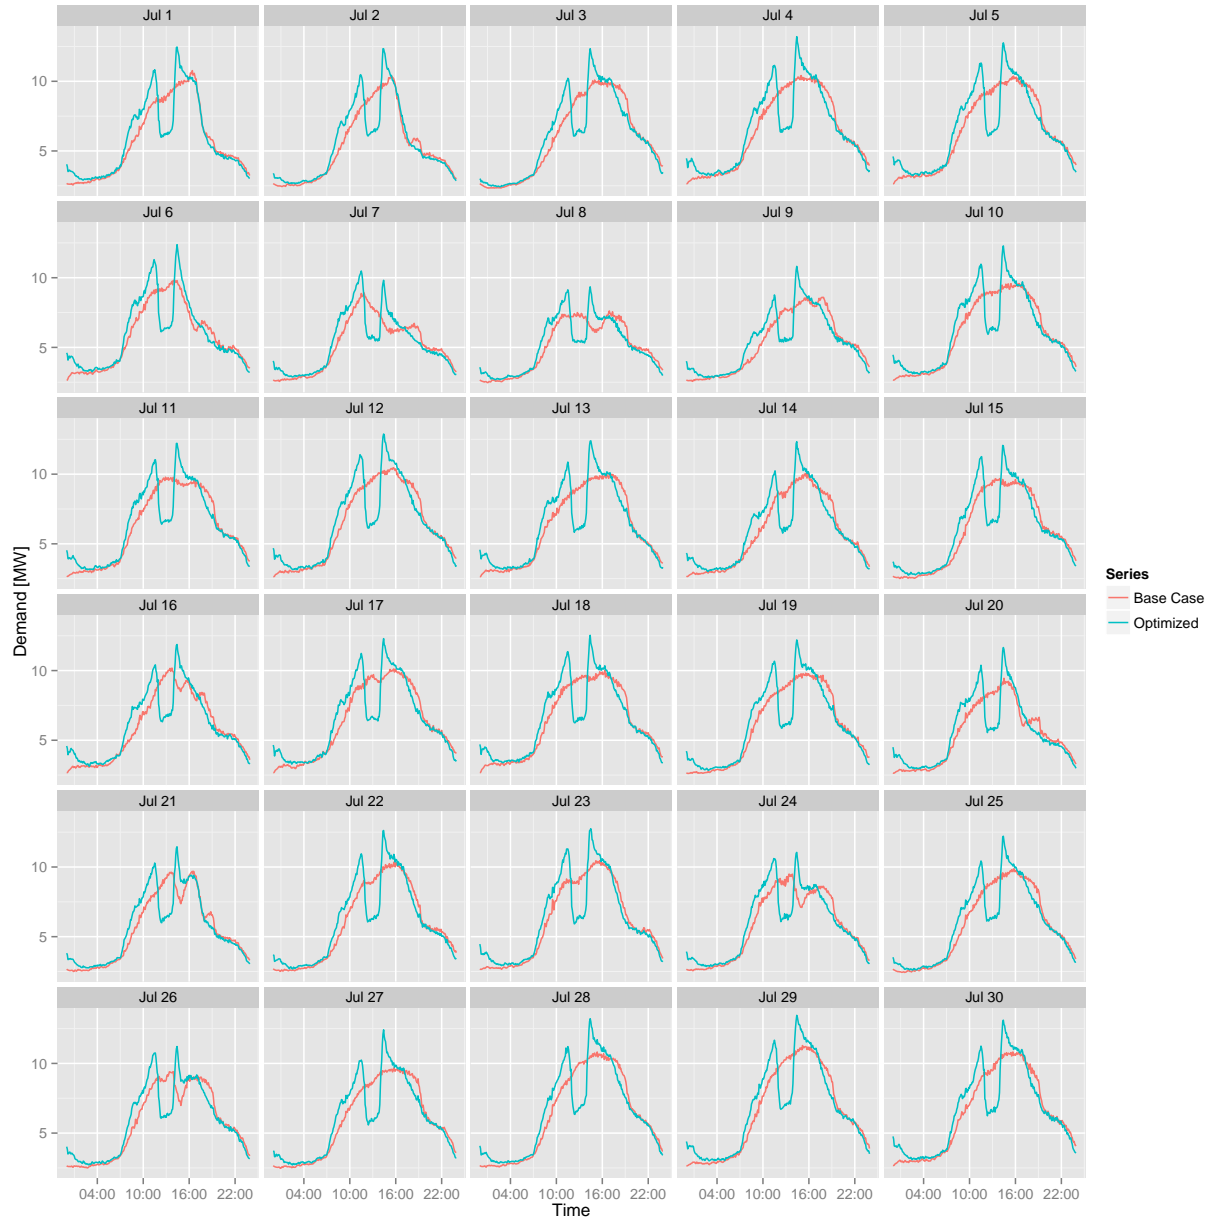 Jul 1 Jul 2 Jul 3 Jul 4 Jul 5
10
5
Jul 6 Jul 7 Jul 8 Jul 9 Jul 10
10
5
Jul 11 Jul 12 Jul 13 Jul 14 Jul 15
10
5
Jul 16 Jul 17 Jul 18 Jul 19 Jul 20
10
5
Jul 21 Jul 22 Jul 23 Jul 24 Jul 25
10
5
Jul 26 Jul 27 Jul 28 Jul 29 Jul 30
10
5
04:00 10:00 16:00 22:00 04:00 10:00 16:00 22:00 04:00 10:00 16:00 22:00 04:00 10:00 16:00 22:00 04:00 10:00 16:00 22:00
Time
Demand [MW]
Series
Base Case
Optimized